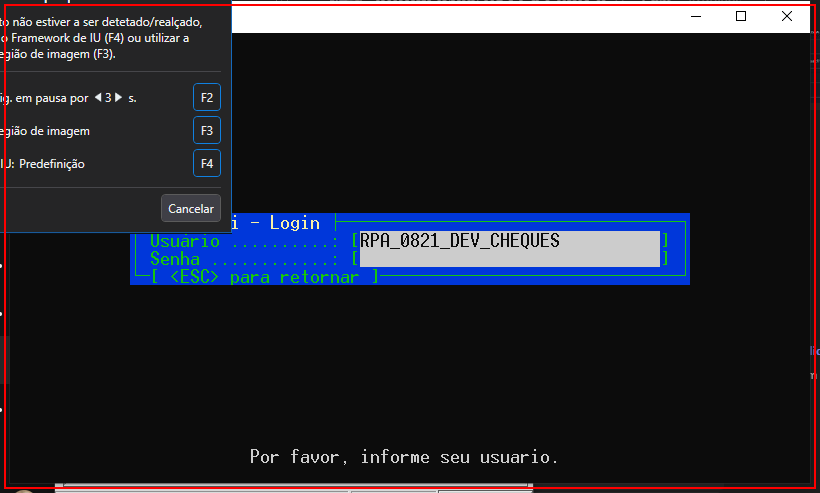 to não estiver a ser detetado/realçado,
o Framework de IU (F4) ou utilizar a
egião de imagem (F3).
ig. em pausa por 3 s.
F2
egião de imagem
F3
IU: Predefinição
F4
Cancelar
i - Login
Usuário ..........: [RPA_0821_DEV_CHEQUES]
Senha ............: [ ]
[ <ESC> para retornar ]
Por favor, informe seu usuario.